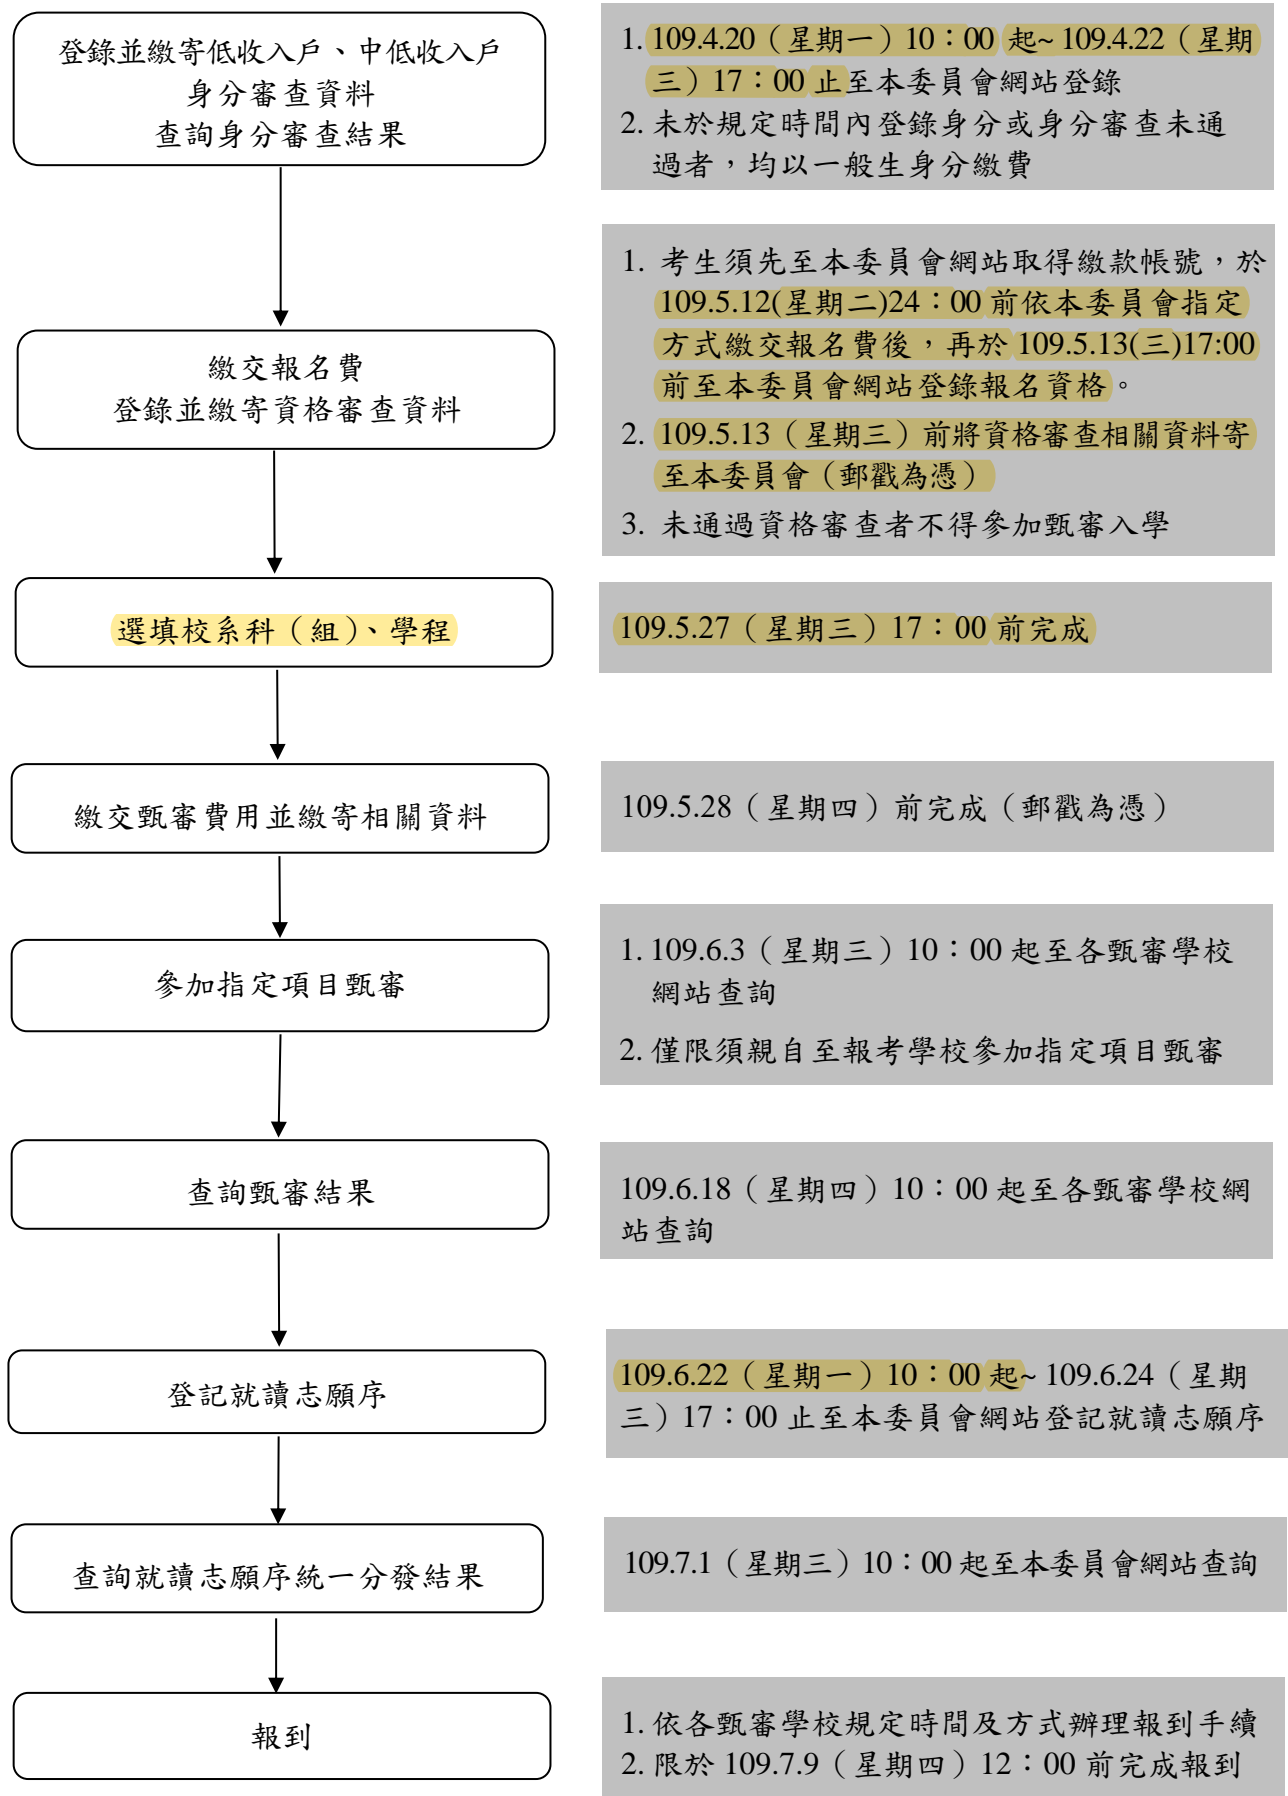 登錄並繳寄低收入戶、中低收入戶
身分審查資料
查詢身分審查結果
1. 109.4.20（星期一）10：00 起~ 109.4.22（星期
三）17：00 止至本委員會網站登錄
2. 未於規定時間內登錄身分或身分審查未通
過者，均以一般生身分繳費
繳交報名費
登錄並繳寄資格審查資料
1. 考生須先至本委員會網站取得繳款帳號，於
109.5.12(星期二)24：00 前依本委員會指定
方式繳交報名費後，再於 109.5.13(三)17:00
前至本委員會網站登錄報名資格。
2. 109.5.13（星期三）前將資格審查相關資料寄
至本委員會（郵戳為憑）
3. 未通過資格審查者不得參加甄審入學
選填校系科（組）、學程
109.5.27（星期三）17：00 前完成
繳交甄審費用並繳寄相關資料
109.5.28（星期四）前完成（郵戳為憑）
參加指定項目甄審
1. 109.6.3（星期三）10：00 起至各甄審學校
網站查詢
2. 僅限須親自至報考學校參加指定項目甄審
查詢甄審結果
109.6.18（星期四）10：00 起至各甄審學校網
站查詢
登記就讀志願序
109.6.22（星期一）10：00 起~ 109.6.24（星期
三）17：00 止至本委員會網站登記就讀志願序
查詢就讀志願序統一分發結果
109.7.1（星期三）10：00 起至本委員會網站查詢
報到
1. 依各甄審學校規定時間及方式辦理報到手續
2. 限於 109.7.9（星期四）12：00 前完成報到